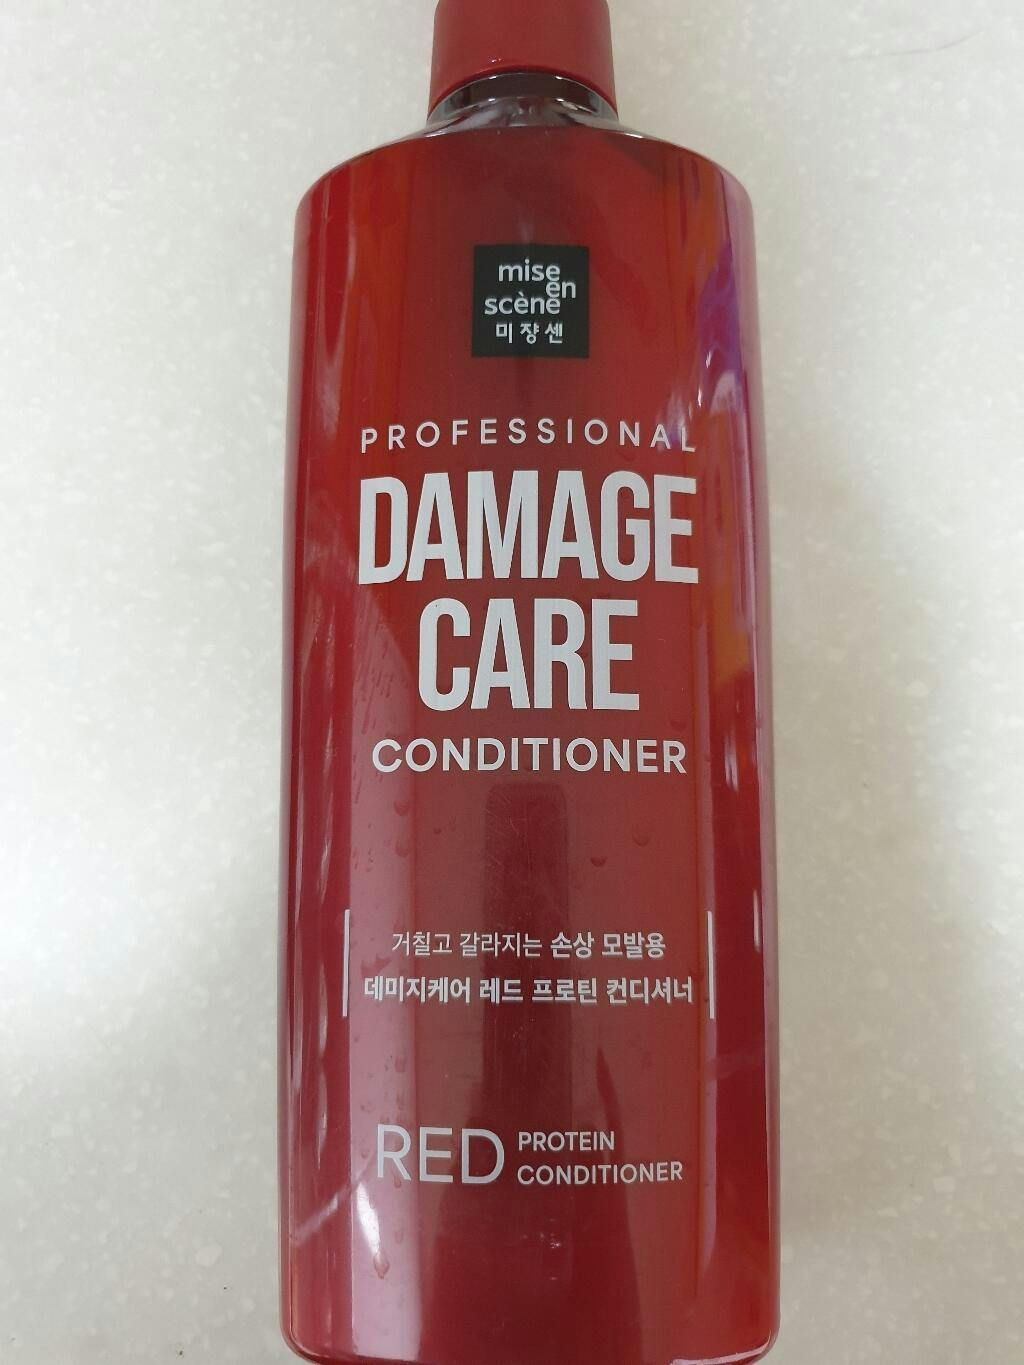 mise
en
scène
미쟝센
PROFESSIONAL
DAMAGE
CARE
CONDITIONER
거칠고 갈라지는 손상 모발용
데미지케어 레드 프로틴 컨디셔너
RED PROTEIN
CONDITIONER